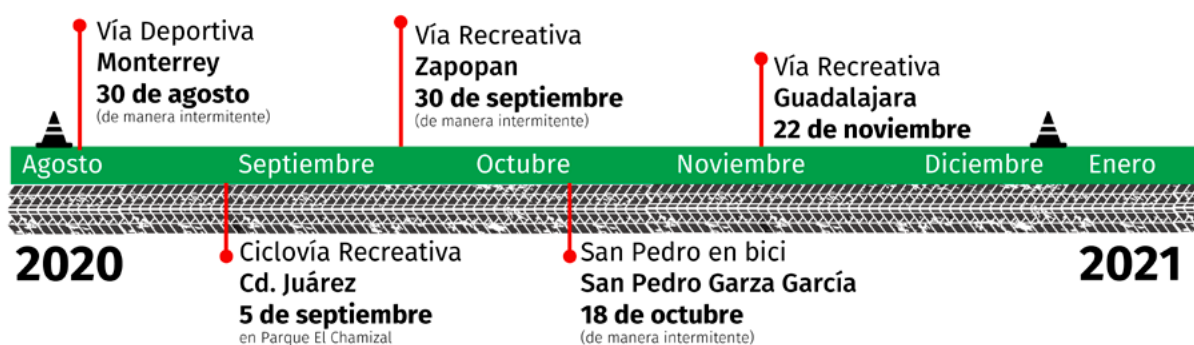 Vía Deportiva
Monterrey
30 de agosto
(de manera intermitente)
Vía Recreativa
Zapopan
30 de septiembre
(de manera intermitente)
Vía Recreativa
Guadalajara
22 de noviembre
Agosto Septiembre Octubre Noviembre Diciembre Enero
2020
2021
Ciclovía Recreativa
Cd. Juárez
5 de septiembre
en Parque El Chamizal
San Pedro en bici
San Pedro Garza García
18 de octubre
(de manera intermitente)